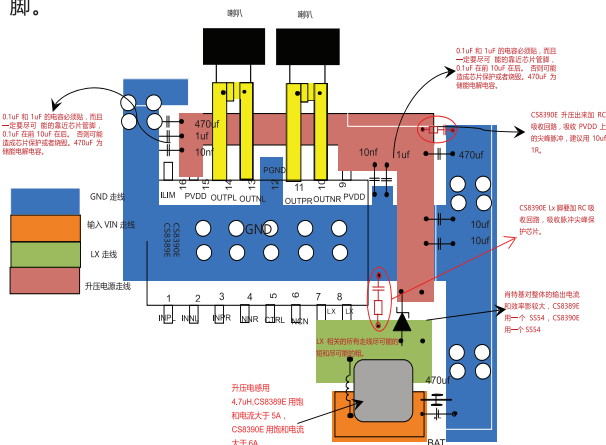 脚。
喇叭
喇叭
0.1uF 和 1uF 的电容必须贴，而且
一定要尽可 能的靠近芯片管脚，
0.1uF 在前 10uF 在后。 否则可能
造成芯片保护或者烧毁。470uF 为
储能电解电容。
0.1uF 和 1uF 的电容必须贴，而且
一定要尽可 能的靠近芯片管脚，
0.1uF 在前 10uF 在后。 否则可能
造成芯片保护或者烧毁。470uF 为
储能电解电容。
CS8390E 升压出来加 RC
吸收回路，吸收 PVDD 上
的尖峰脉冲，建议用 10uf
1R。
470uf
1uf
10nf
10nf
1uf
470uf
PGND
16
15
14
13
12
11
10
9
ILIM
PVDD
OUTPL
OUTNL
OUTPR
OUTNR
PVDD
GND 走线
输入 VIN 走线
LX 走线
升压电源走线
CS8390E
CS8389E
GND
10uf
10uf
CS8390E Lx 脚要加 RC 吸
收回路，吸收脉冲尖峰保
护芯片。
1
2
3
4
5
6
7
8
INPL
INNL
INPR
NNR
CTRL
NCN
LX
LX
肖特基对整体的输出电流
和效率影较大，CS8389E
用一个 SS54，CS8390E
用一个 SS54
LX 相关的所有走线尽可能的
短和尽可能的粗。
升压电感用
4.7uH,CS8389E 用饱
和电流大于 5A，
CS8390E 用饱和电流
大于 6A
470uf
BAT